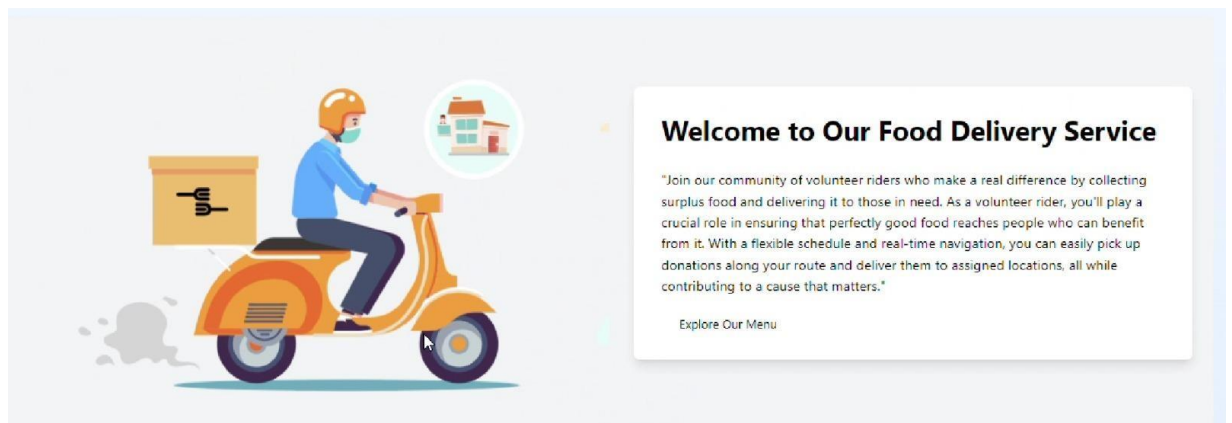 Welcome to Our Food Delivery Service
"Join our community of volunteer riders who make a real difference by collecting
surplus food and delivering it to those in need. As a volunteer rider, you'll play a
crucial role in ensuring that perfectly good food reaches people who can benefit
from it. With a flexible schedule and real-time navigation, you can easily pick up
donations along your route and deliver them to assigned locations, all while
contributing to a cause that matters."
Explore Our Menu